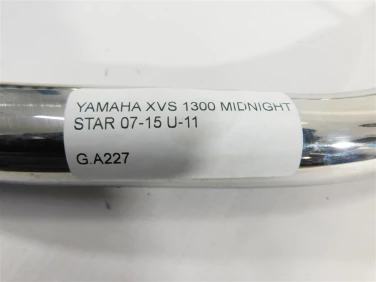 YAMAHA XVS 1300 MIDNIGHT
STAR 07-15 U-11
G.A227